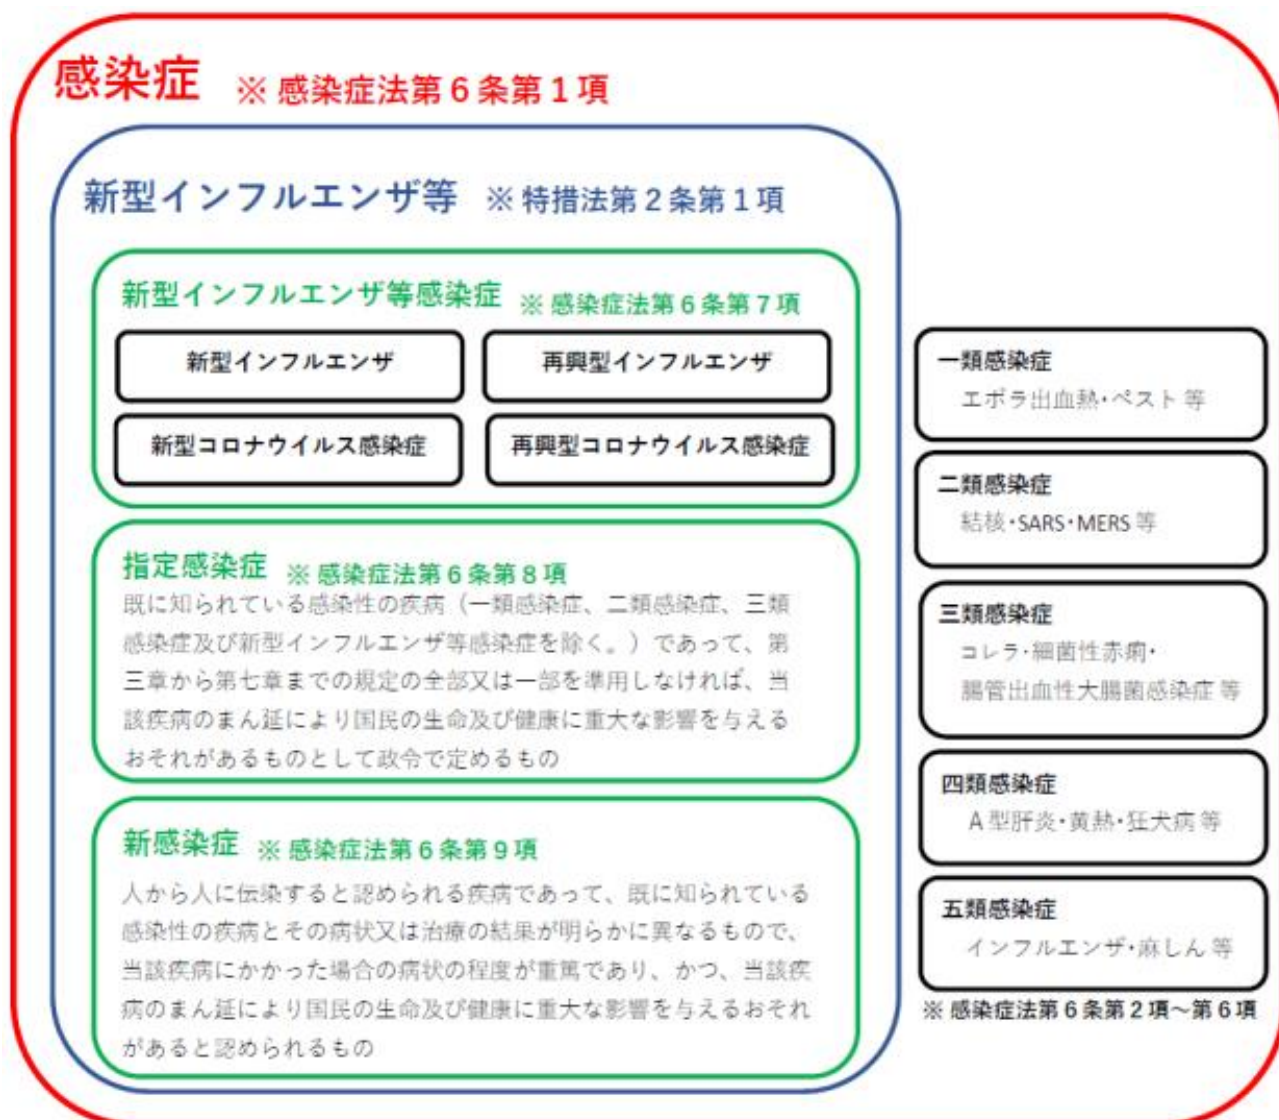 感染症 ※ 感染症法第6条第1項
新型インフルエンザ等 ※ 特措法第2条第1項
新型インフルエンザ等感染症 ※ 感染症法第6条第7項
新型インフルエンザ
再興型インフルエンザ
新型コロナウイルス感染症
再興型コロナウイルス感染症
指定感染症 ※ 感染症法第6条第8項
既に知られている感染性の疾病(一類感染症、二類感染症、三類
感染症及び新型インフルエンザ等感染症を除く。)であって、第
三章から第七章までの規定の全部又は一部を準用しなければ、当
該疾病のまん延により国民の生命及び健康に重大な影響を与える
おそれがあるものとして政令で定めるもの
新感染症 ※ 感染症法第6条第9項
人から人に伝染すると認められる疾病であって、既に知られている
感染性の疾病とその病状又は治療の結果が明らかに異なるもので、
当該疾病にかかった場合の病状の程度が重篤であり、かつ、当該疾
病のまん延により国民の生命及び健康に重大な影響を与えるおそれ
があると認められるもの
一類感染症
エボラ出血熱・ペスト 等
二類感染症
結核・SARS・MERS 等
三類感染症
コレラ・細菌性赤痢・
腸管出血性大腸菌感染症 等
四類感染症
A型肝炎・黄熱・狂犬病 等
五類感染症
インフルエンザ・麻しん 等
※ 感染症法第6条第2項~第6項